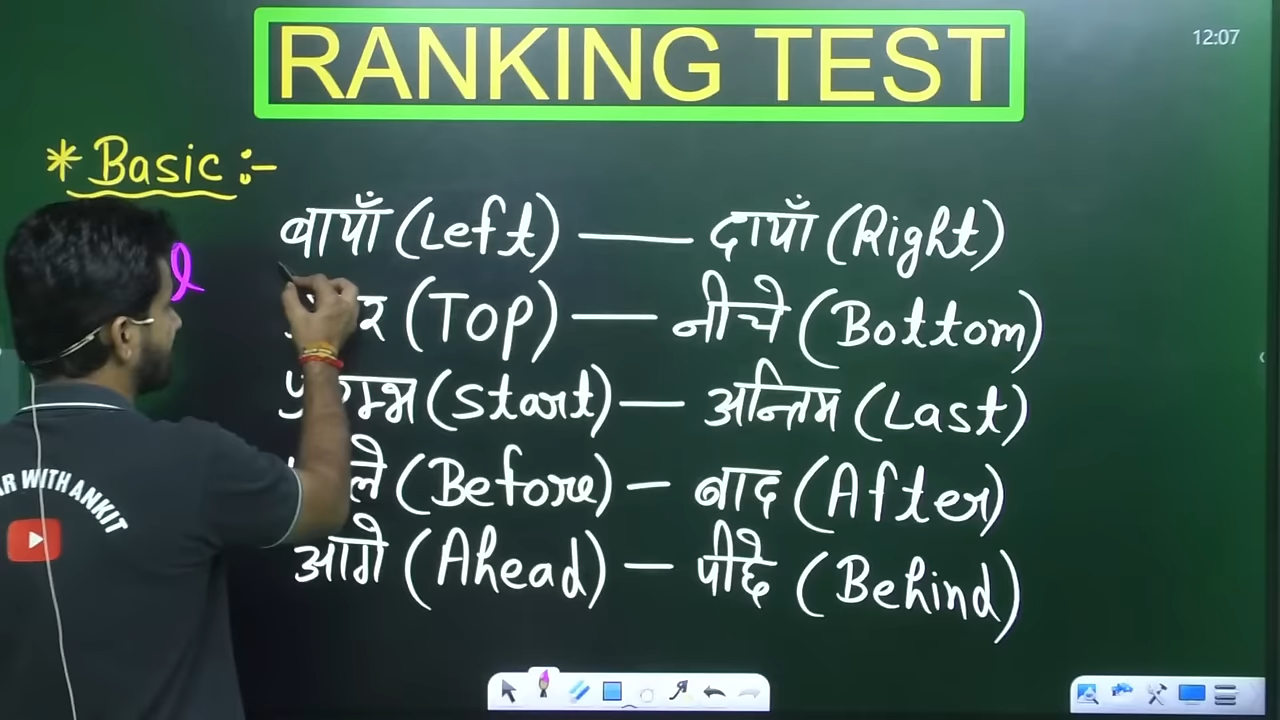 RANKING TEST
12:07
* Basic :-
बायाँ (Left) — दायाँ (Right)
(Top) — नीचे (Bottom)
(Start) — अन्तिम (Last)
(Before) — बाद (After)
आगे (Ahead) — पीछे (Behind)
WITH ANKIT